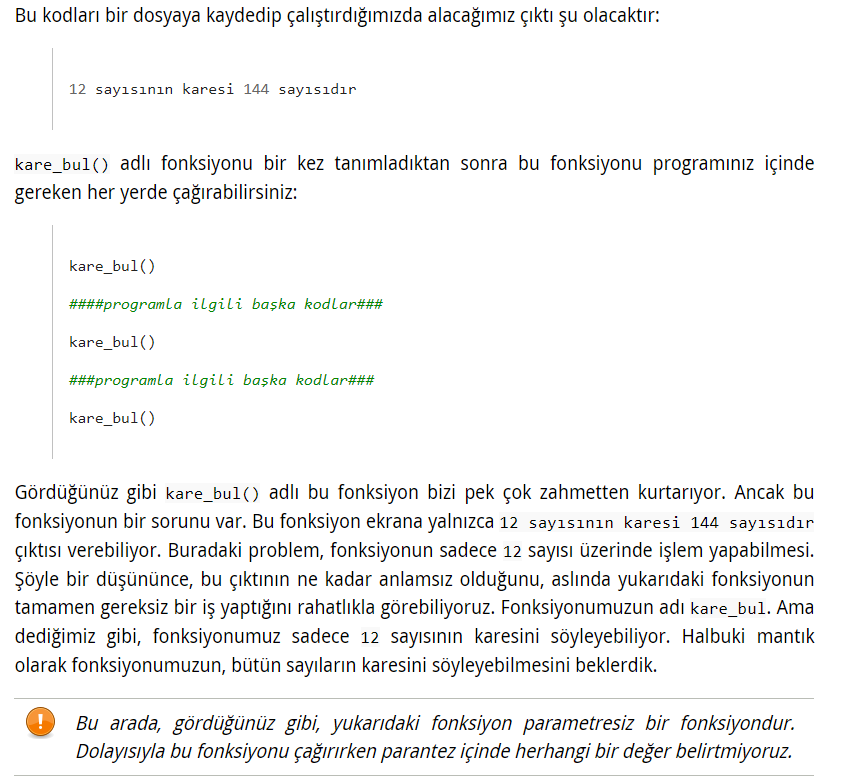 Bu kodları bir dosyaya kaydedip çalıştırdığımızda alacağımız çıktı şu olacaktır:
12 sayısının karesi 144 sayısıdır
kare_bul() adlı fonksiyonu bir kez tanımladıktan sonra bu fonksiyonu programınız içinde
gereken her yerde çağırabilirsiniz:
kare_bul()
####programla ilgili başka kodlar###
kare_bul()
###programla ilgili başka kodlar###
kare_bul()
Gördüğünüz gibi kare_bul() adlı bu fonksiyon bizi pek çok zahmetten kurtarıyor. Ancak bu
fonksiyonun bir sorunu var. Bu fonksiyon ekrana yalnızca 12 sayısının karesi 144 sayısıdır
çıktısı verebiliyor. Buradaki problem, fonksiyonun sadece 12 sayısı üzerinde işlem yapabilmesi.
Şöyle bir düşününce, bu çıktının ne kadar anlamsız olduğunu, aslında yukarıdaki fonksiyonun
tamamen gereksiz bir iş yaptığını rahatlıkla görebiliyoruz. Fonksiyonumuzun adı kare_bul. Ama
dediğimiz gibi, fonksiyonumuz sadece 12 sayısının karesini söyleyebiliyor. Halbuki mantık
olarak fonksiyonumuzun, bütün sayıların karesini söyleyebilmesini beklerdik.
Bu arada, gördüğünüz gibi, yukarıdaki fonksiyon parametresiz bir fonksiyondur.
Dolayısıyla bu fonksiyonu çağırırken parantez içinde herhangi bir değer belirtmiyoruz.